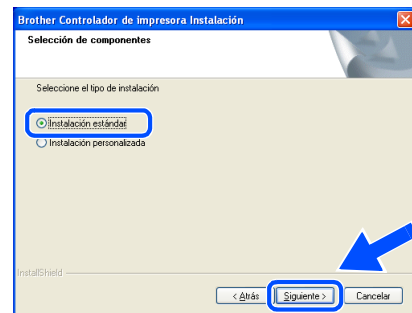 Brother Controlador de impresora Instalación
Selección de componentes
Seleccione el tipo de instalación
Instalación estándar
Instalación personalizada
InstallShield
< Atrás
Siguiente >
Cancelar